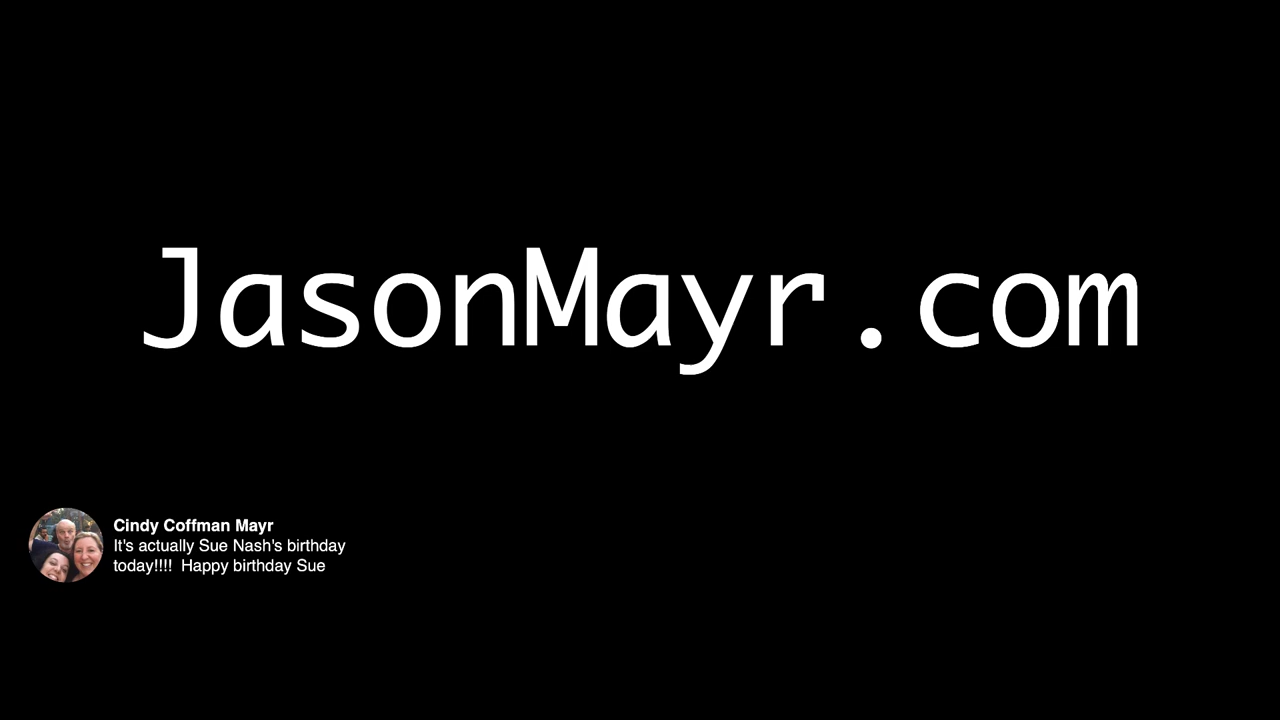 JasonMayr.com
Cindy Coffman Mayr
It's actually Sue Nash's birthday
today!!!!  Happy birthday Sue